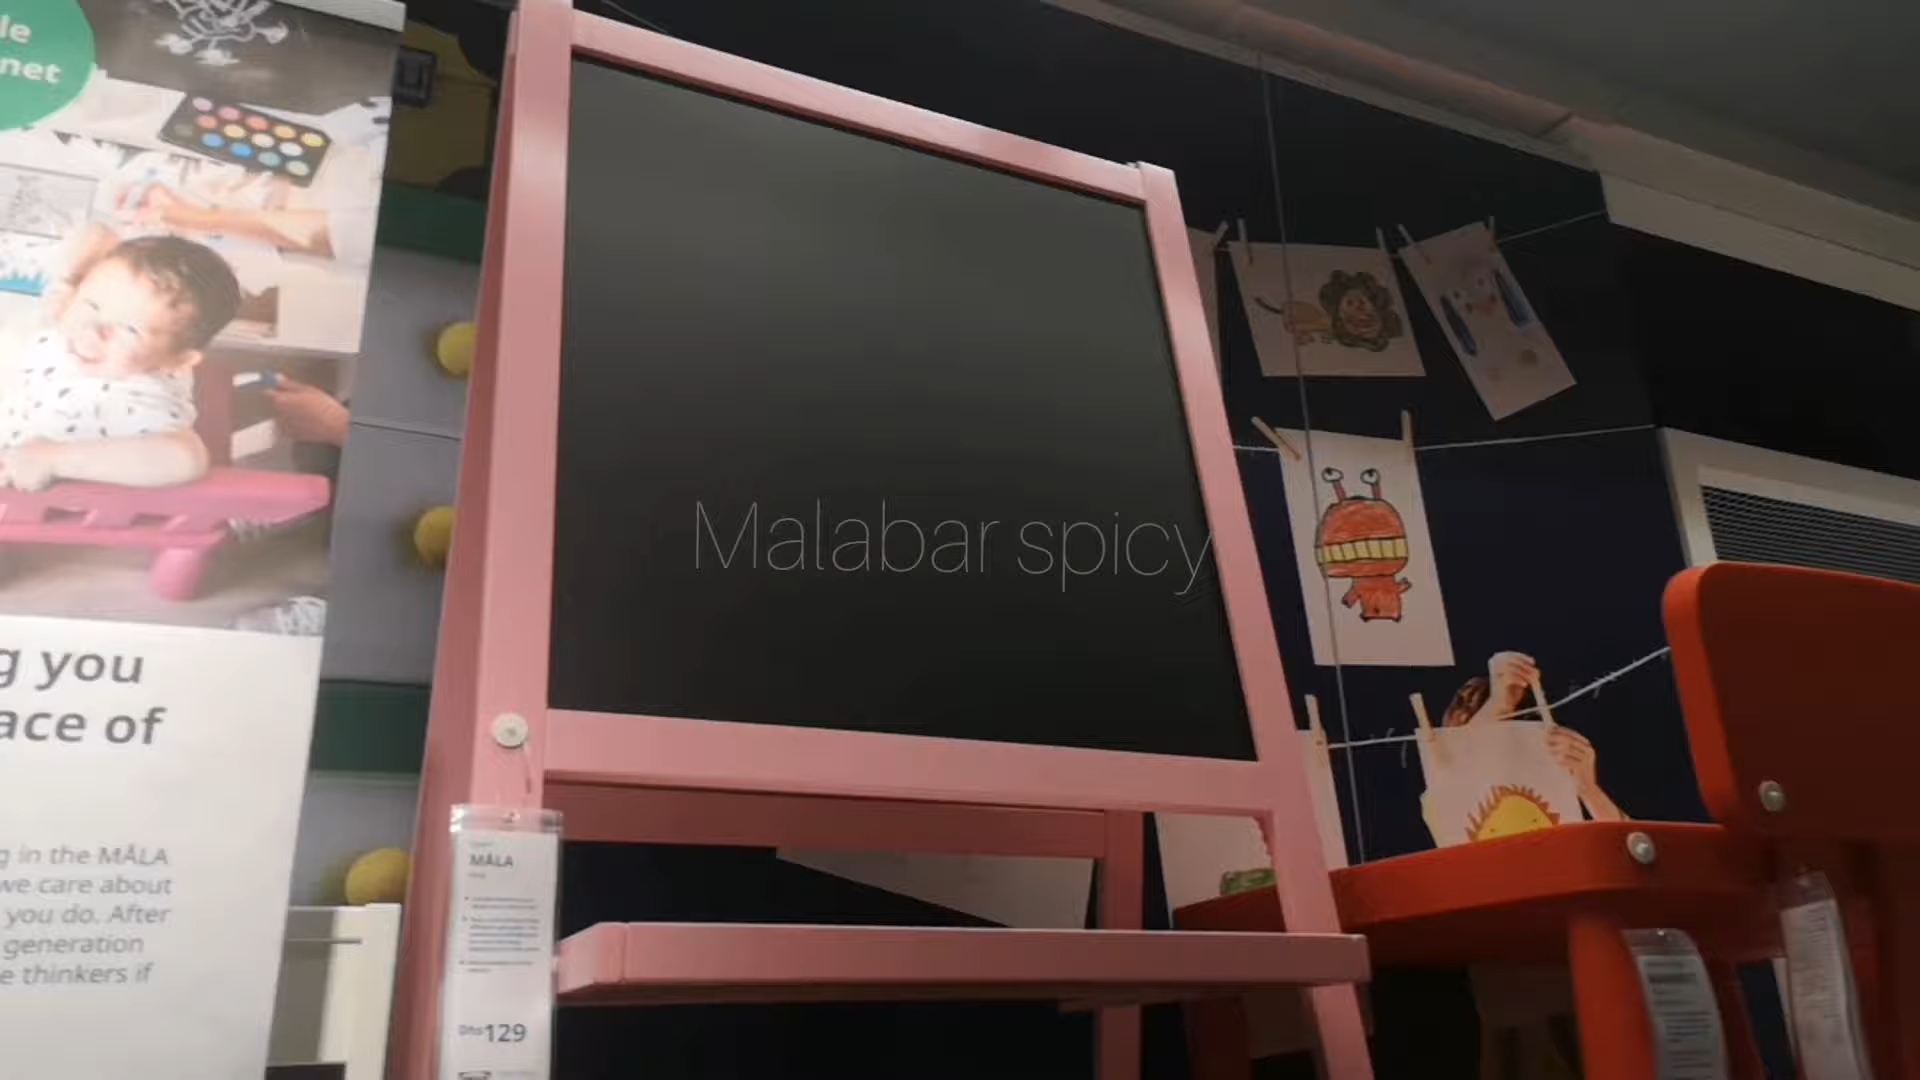 le
net
g you
ace of
g in the MÅLA
we care about
you do. After
generation
e thinkers if
Malabar spicy
MÅLA
Dhs129